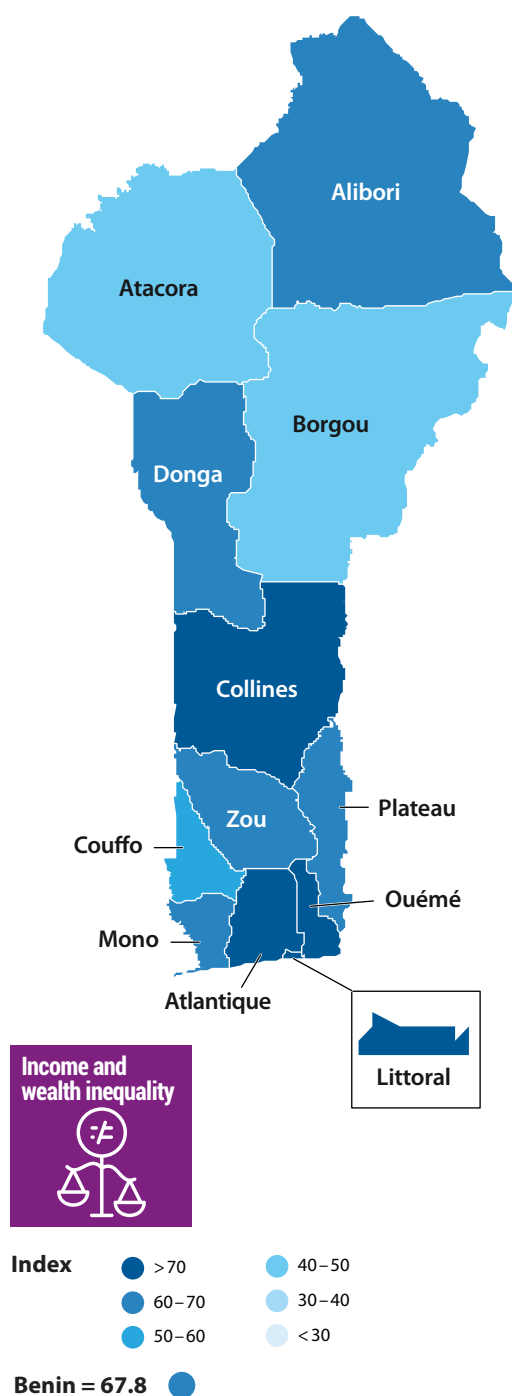 Alibori
Atacora
Borgou
Donga
Collines
Plateau
Zou
Couffo
Ouémé
Mono
Atlantique
Littoral
Income and
wealth inequality
Index
>70
40–50
60–70
30–40
50–60
<30
Benin = 67.8